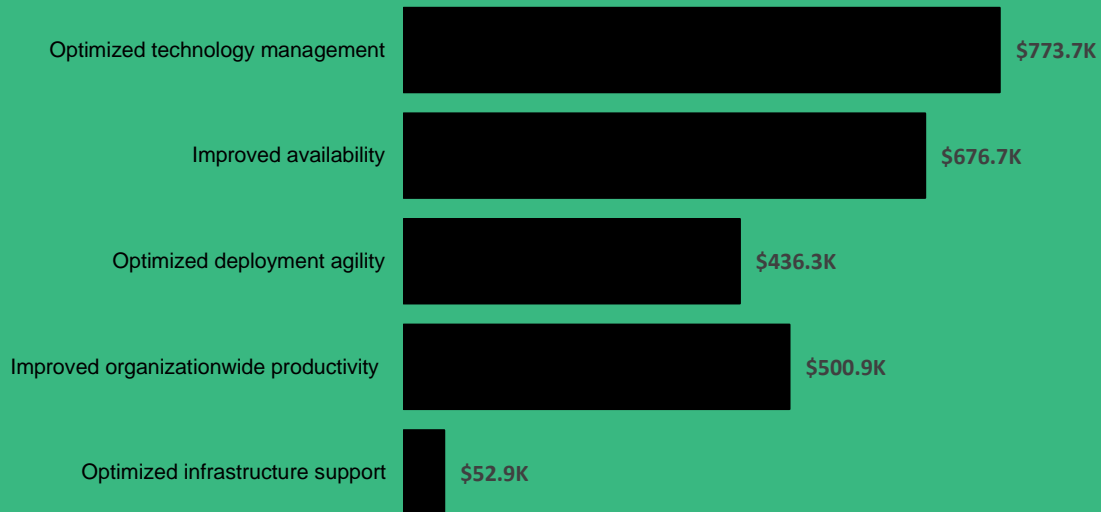 Optimized technology management $773.7K
Improved availability $676.7K
Optimized deployment agility $436.3K
Improved organizationwide productivity $500.9K
Optimized infrastructure support $52.9K